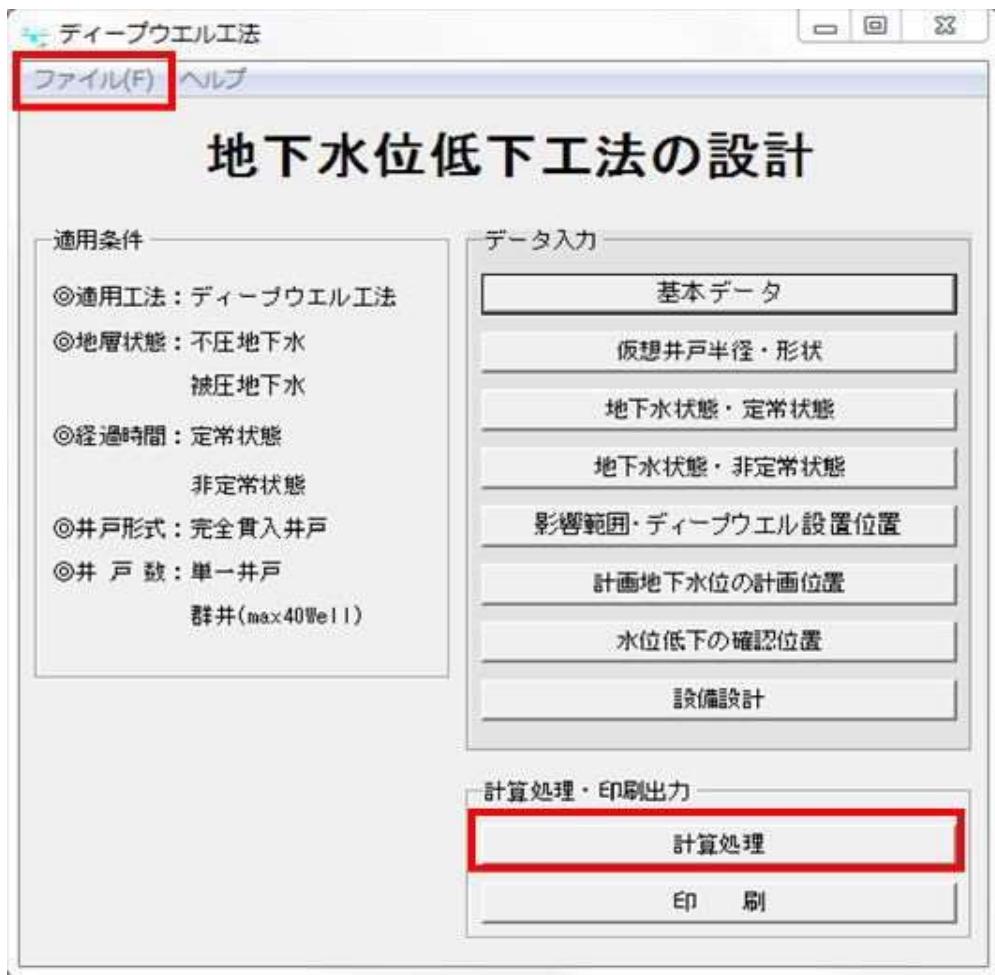 ディープウエル工法
ファイル(F) ヘルプ
地下水位低下工法の設計
適用条件
◎適用工法：ディープウエル工法
◎地層状態：不圧地下水
被圧地下水
◎経過時間：定常状態
非定常状態
◎井戸形式：完全貫入井戸
◎井 戸 数：単一井戸
群井(max40Well)
データ入力
基本データ
仮想井戸半径・形状
地下水状態・定常状態
地下水状態・非定常状態
影響範囲・ディープウエル設置位置
計画地下水位の計画位置
水位低下の確認位置
設備設計
計算処理・印刷出力
計算処理
印　刷